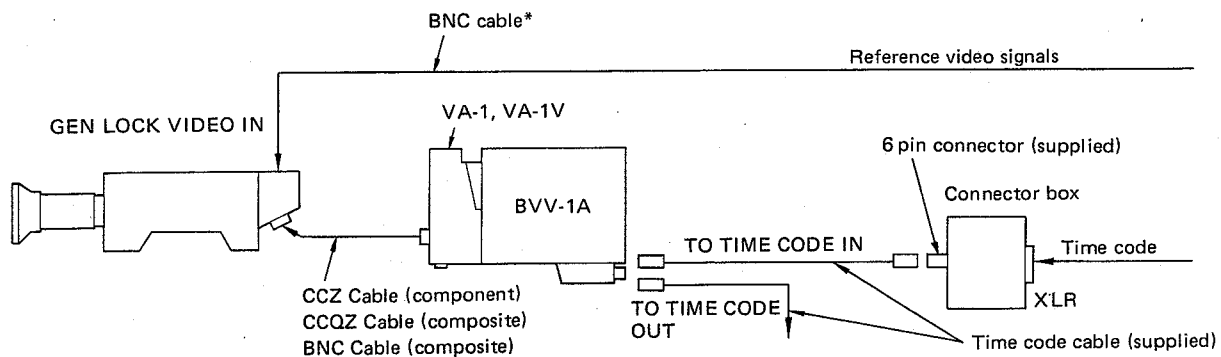 BNC cable*
Reference video signals
GEN LOCK VIDEO IN
VA-1, VA-1V
6 pin connector (supplied)
Connector box
BVV-1A
TO TIME CODE IN
Time code
XLR
CCZ Cable (component)
CCQZ Cable (composite)
BNC Cable (composite)
TO TIME CODE
OUT
Time code cable (supplied)